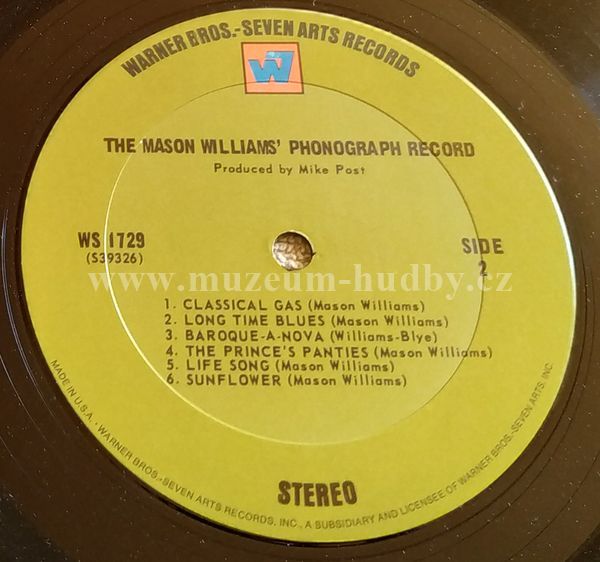 WARNER BROS.-SEVEN ARTS RECORDS
W7
THE MASON WILLIAMS' PHONOGRAPH RECORD
Produced by Mike Post
WS 1729
(S39326)
SIDE
2
www.muzeum-hudby.cz
1. CLASSICAL GAS (Mason Williams)
2. LONG TIME BLUES (Mason Williams)
3. BAROQUE-A-NOVA (Williams-Blye)
4. THE PRINCE'S PANTIES (Mason Williams)
5. LIFE SONG (Mason Williams)
6. SUNFLOWER (Mason Williams)
STEREO
MADE IN U.S.A. - WARNER BROS.-SEVEN ARTS RECORDS, INC., A SUBSIDIARY AND LICENSEE OF WARNER BROS.-SEVEN ARTS, INC.